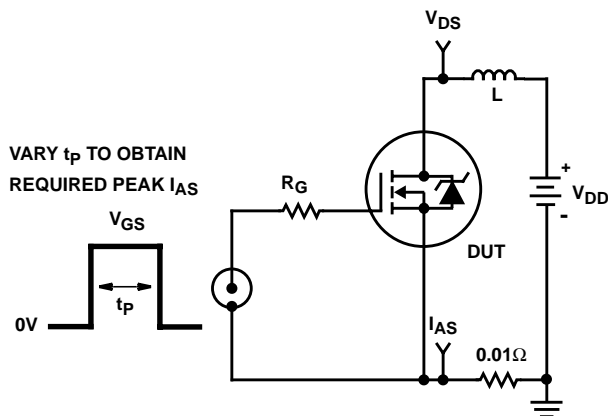 V_DS
L
VARY t_P TO OBTAIN
REQUIRED PEAK I_AS
R_G
+
V_DD
-
V_GS
DUT
t_P
0V
I_AS
0.01Ω